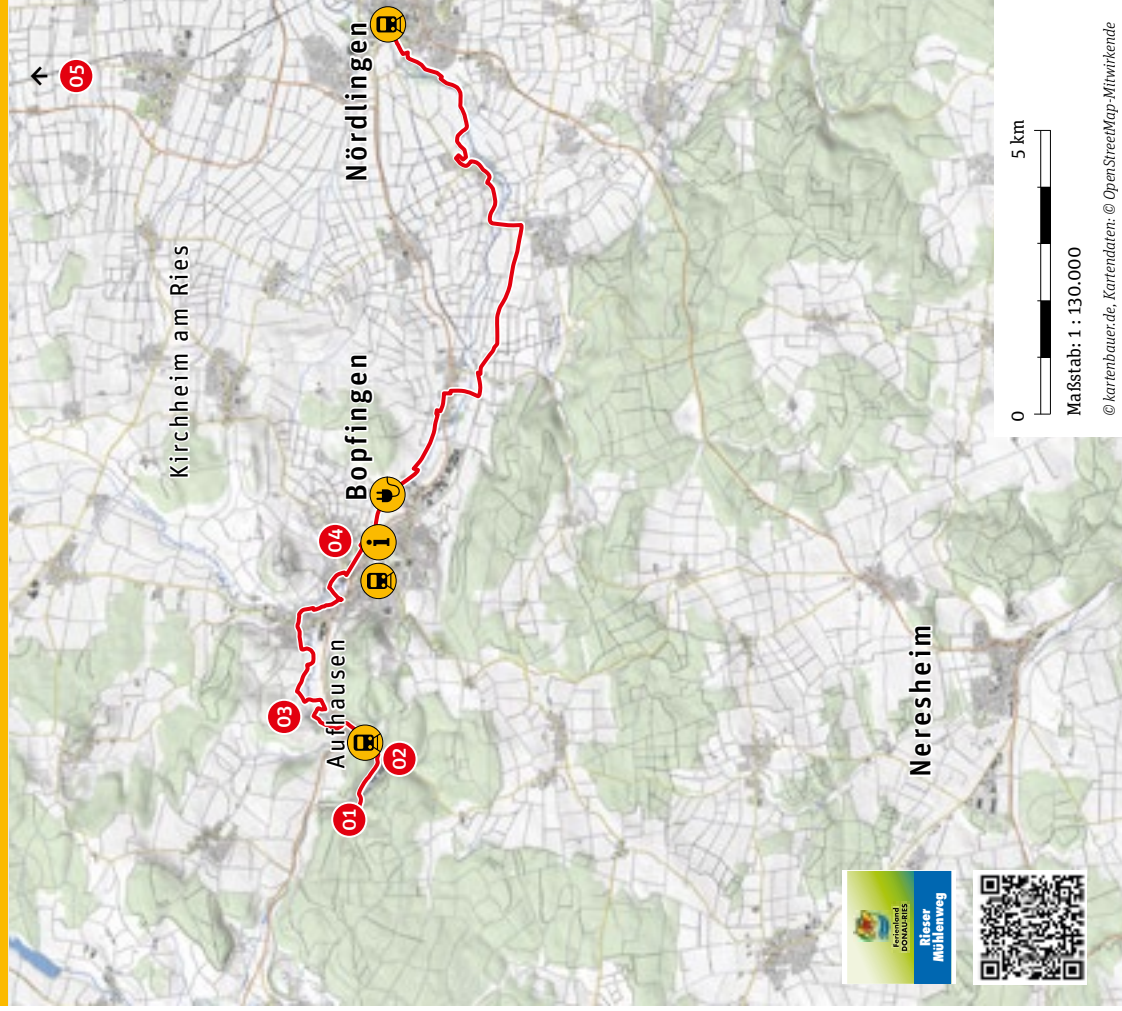 05
Nördlingen
Kirchheim am Ries
Bopfingen
04
i
Aufhausen
03
02
01
Neresheim
0
5 km
Maßstab: 1 : 130.000
© kartenbauer.de, Kartendaten: © OpenStreetMap-Mitwirkende
Ferienland
DONAU-RIES
Rieser
Mühlenweg